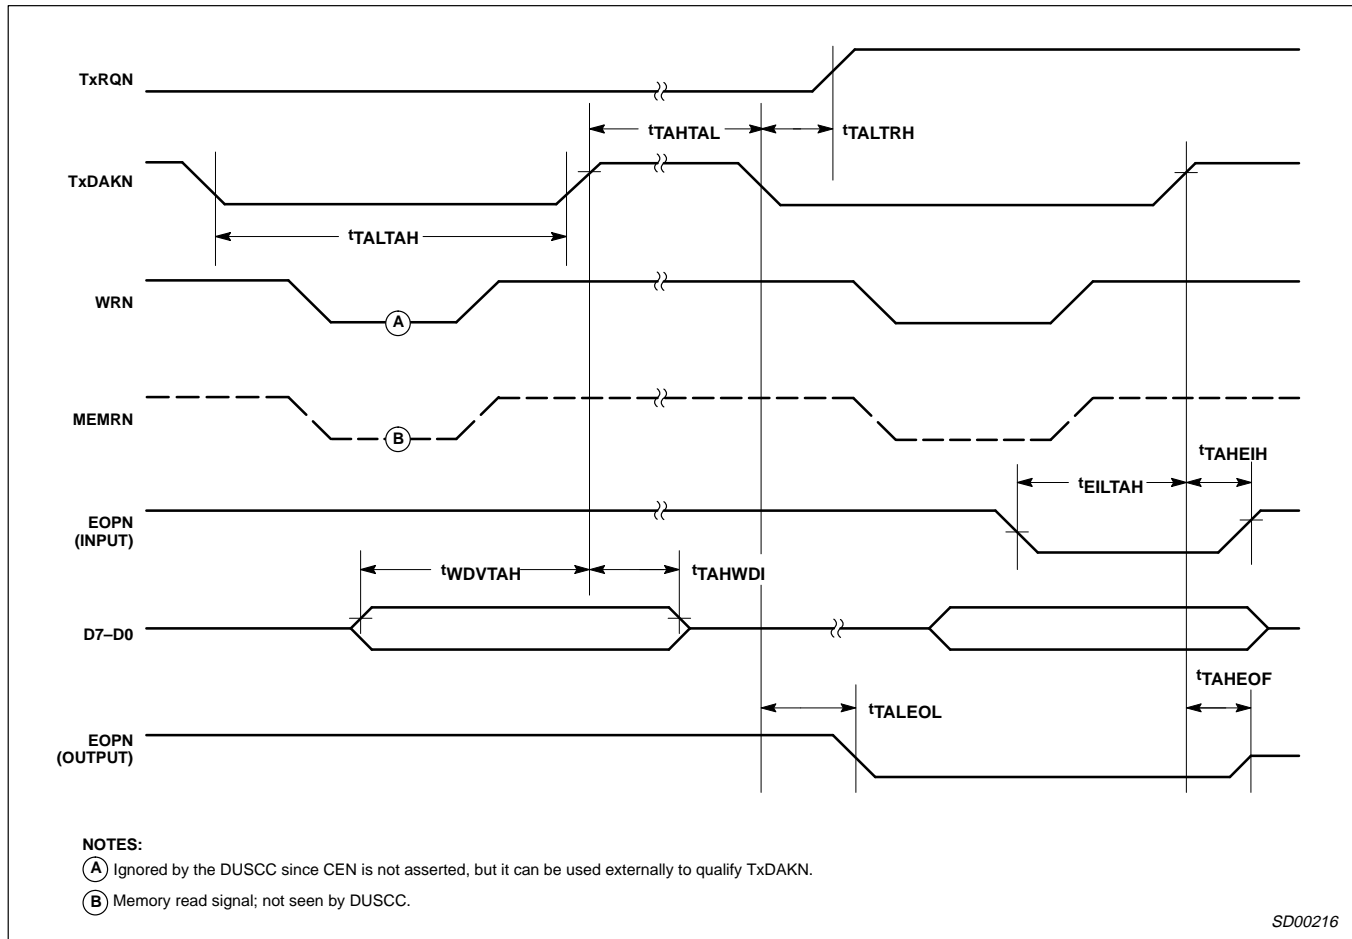 TxRQN
tTAHTAL
tTALTRH
TxDAKN
tTALTAH
WRN
A
MEMRN
B
tTAHEIH
tEILTAH
EOPN
(INPUT)
tWDVTAH
tTAHWDI
D7–D0
tTAHEOF
tTALEOL
EOPN
(OUTPUT)
NOTES:
A Ignored by the DUSCC since CEN is not asserted, but it can be used externally to qualify TxDAKN.
B Memory read signal; not seen by DUSCC.
SD00216